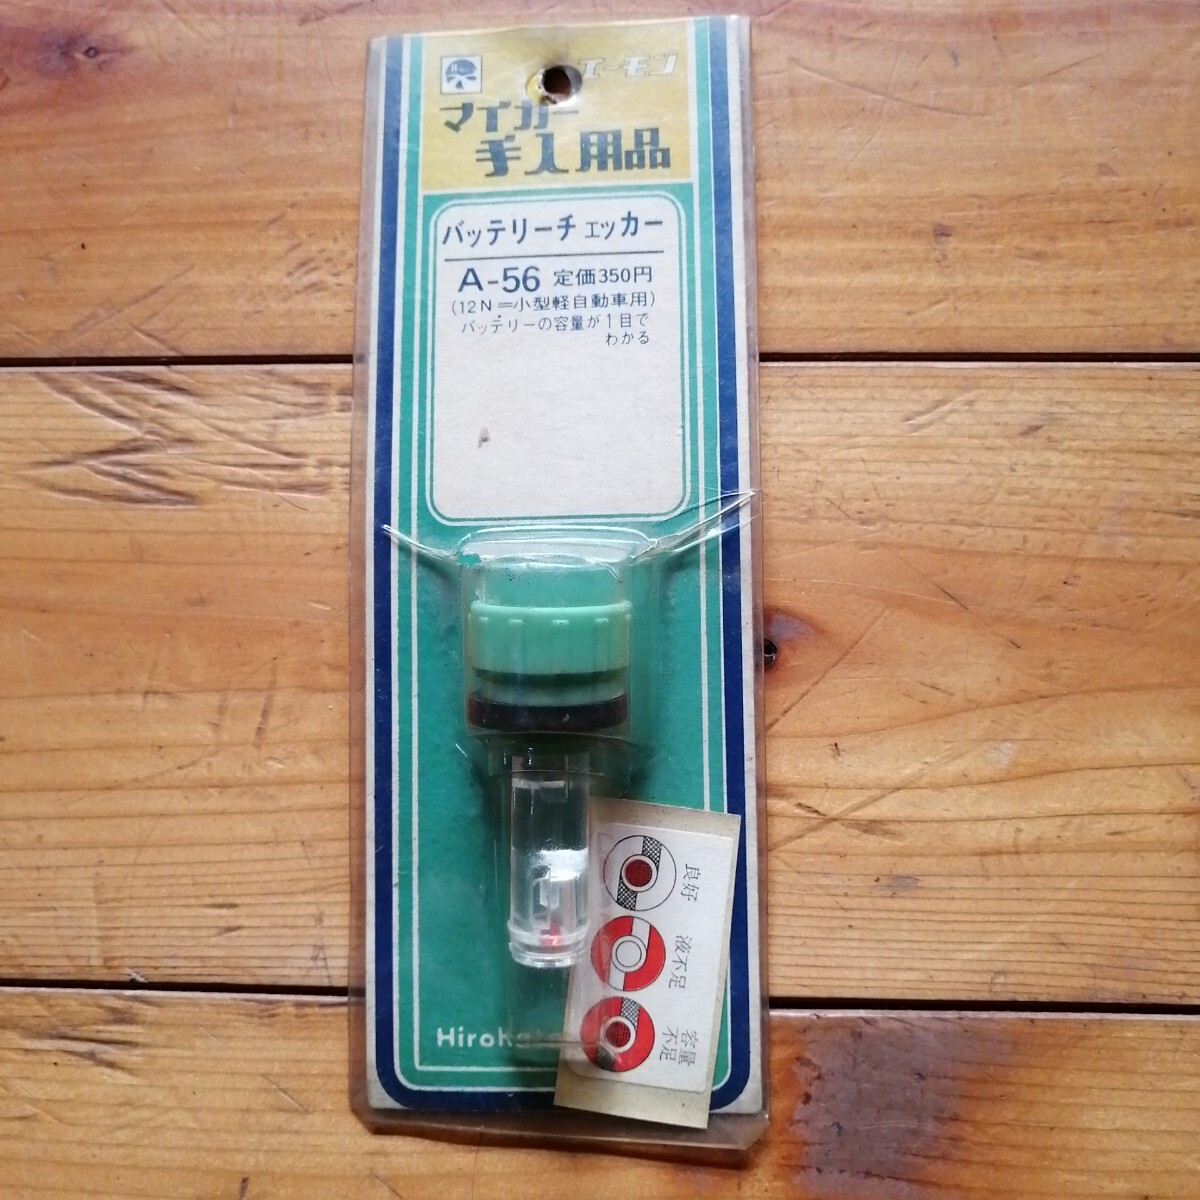 エーモン
マイカー
手入用品
バッテリーチェッカー
A-56 定価350円
(12N=小型軽自動車用)
バッテリーの容量が1目で
わかる
良好
液不足
容量
不足